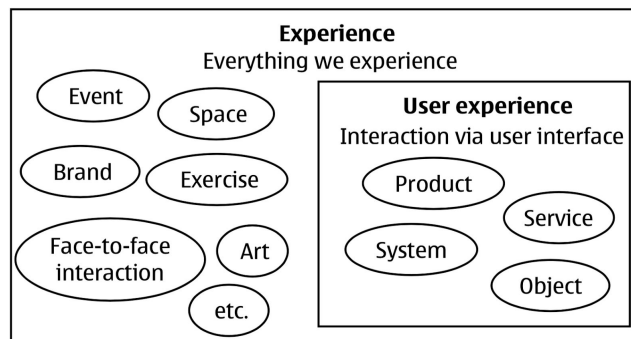 Experience
Everything we experience
Event
Space
Brand
Exercise
Face-to-face
interaction
Art
etc.
User experience
Interaction via user interface
Product
Service
System
Object